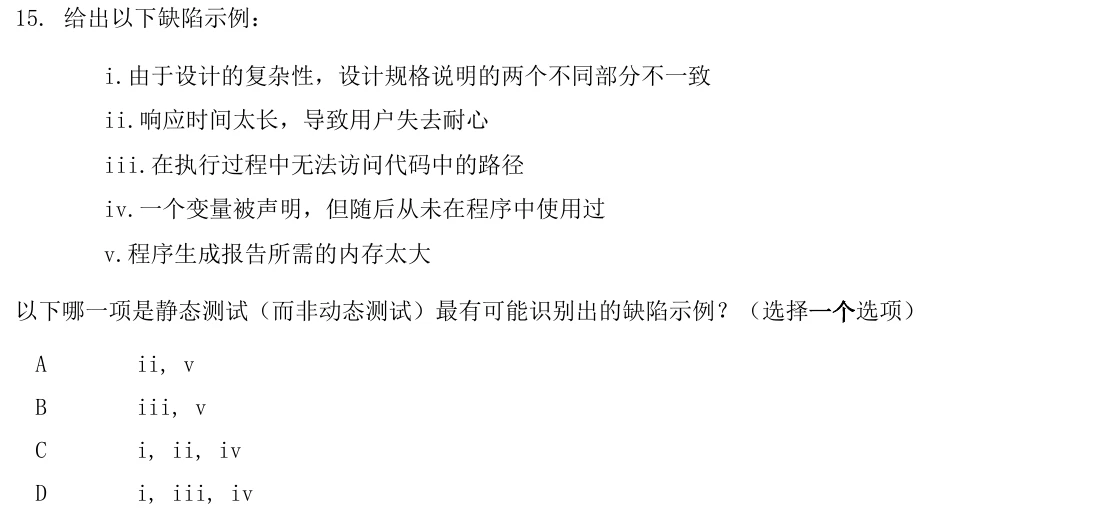 15. 给出以下缺陷示例：
i.由于设计的复杂性，设计规格说明的两个不同部分不一致
ii.响应时间太长，导致用户失去耐心
iii.在执行过程中无法访问代码中的路径
iv.一个变量被声明，但随后从未在程序中使用过
v.程序生成报告所需的内存太大
以下哪一项是静态测试（而非动态测试）最有可能识别出的缺陷示例？（选择一个选项）
A ii, v
B iii, v
C i, ii, iv
D i, iii, iv